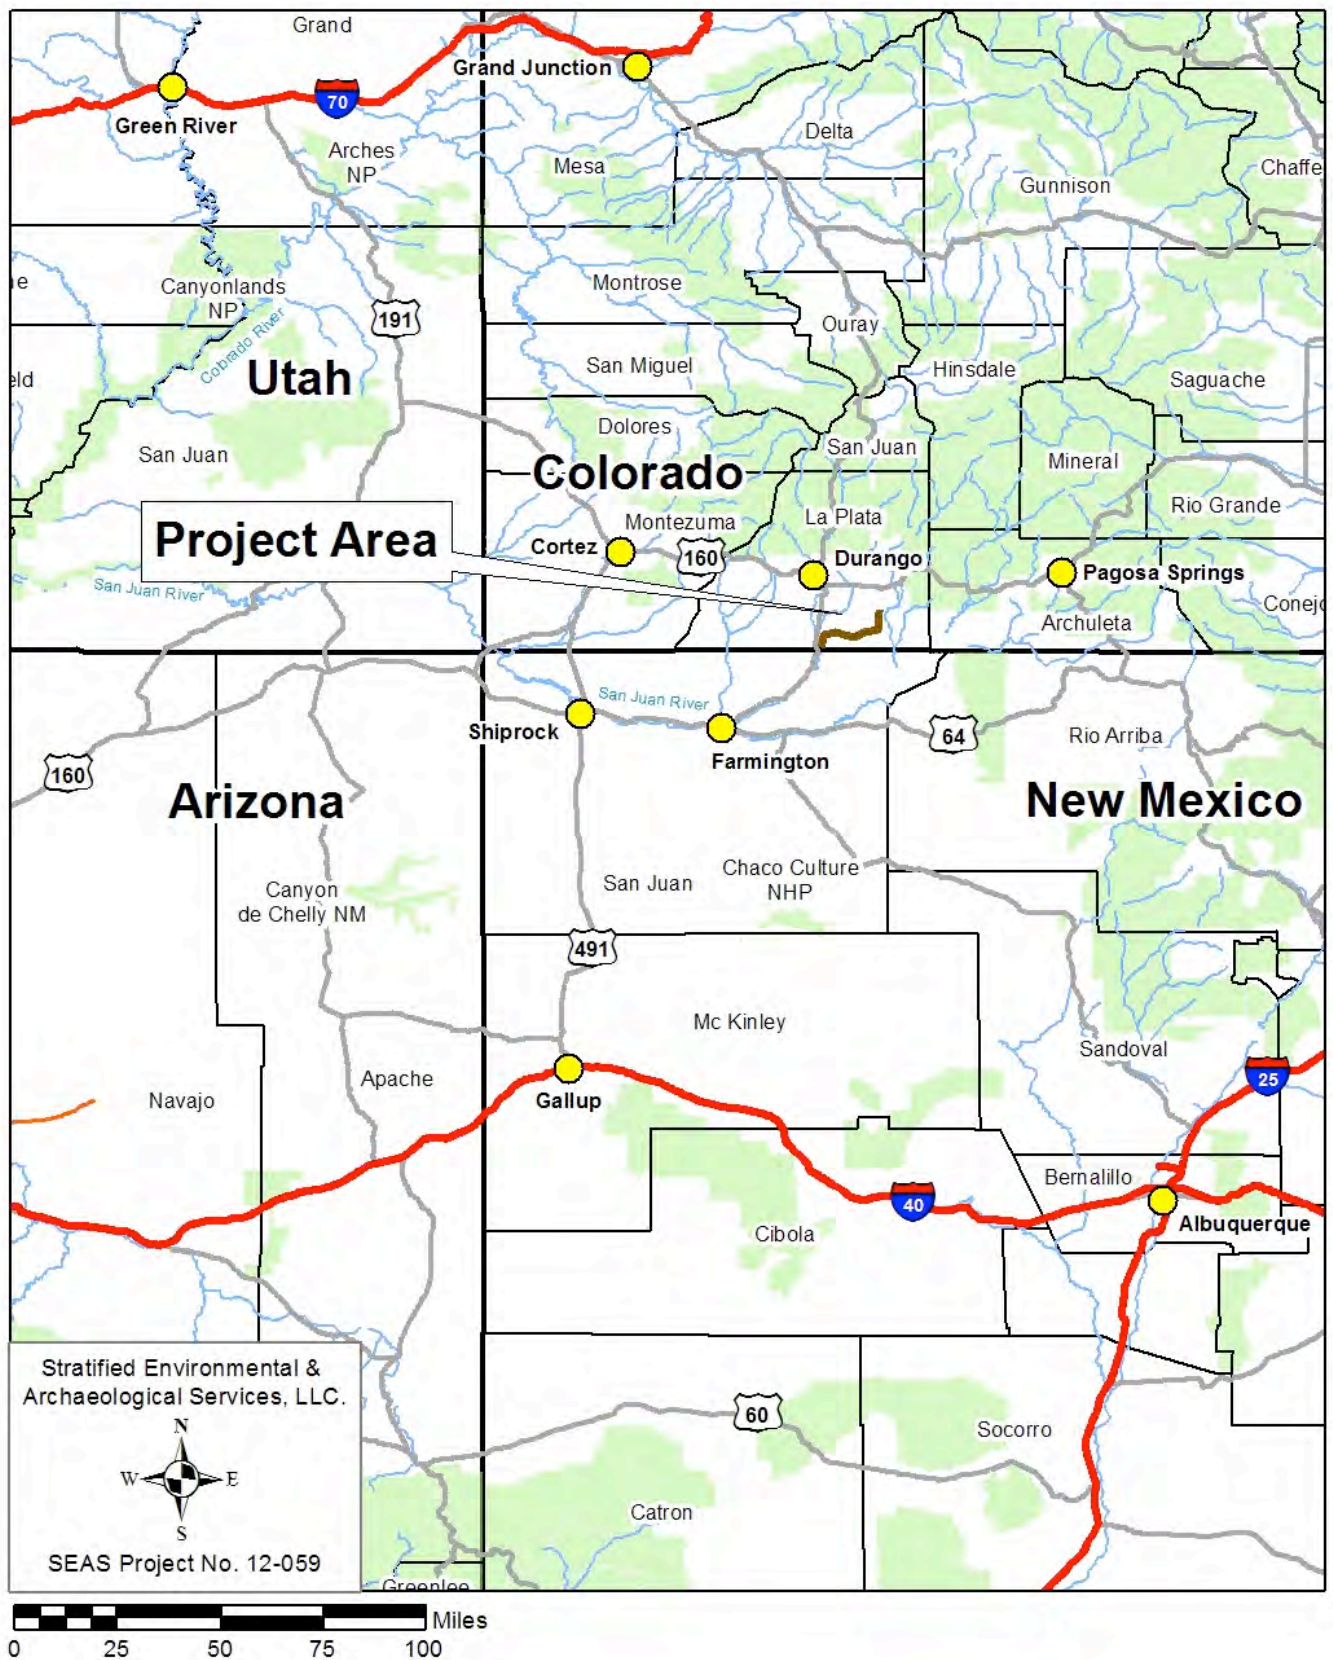 Grand
Grand Junction
70
Green River
Delta
Arches
NP
Mesa
Chaffe
Gunnison
Canyonlands
NP
Montrose
ne
191
Ouray
Colorado River
San Miguel
Hinsdale
Utah
eld
Saguache
Dolores
San Juan
San Juan
Mineral
Colorado
Rio Grande
La Plata
Montezuma
Project Area
Cortez
160
Durango
Pagosa Springs
San Juan River
Conejo
Archuleta
San Juan River
Shiprock
64
Rio Arriba
Farmington
160
Arizona
New Mexico
Chaco Culture
NHP
San Juan
Canyon
de Chelly NM
491
Mc Kinley
Sandoval
25
Apache
Navajo
Gallup
Bernalillo
40
Albuquerque
Cibola
Stratified Environmental &
Archaeological Services, LLC.
N
W E
S
SEAS Project No. 12-059
60
Socorro
Catron
Greenlee
Miles
0 25 50 75 100